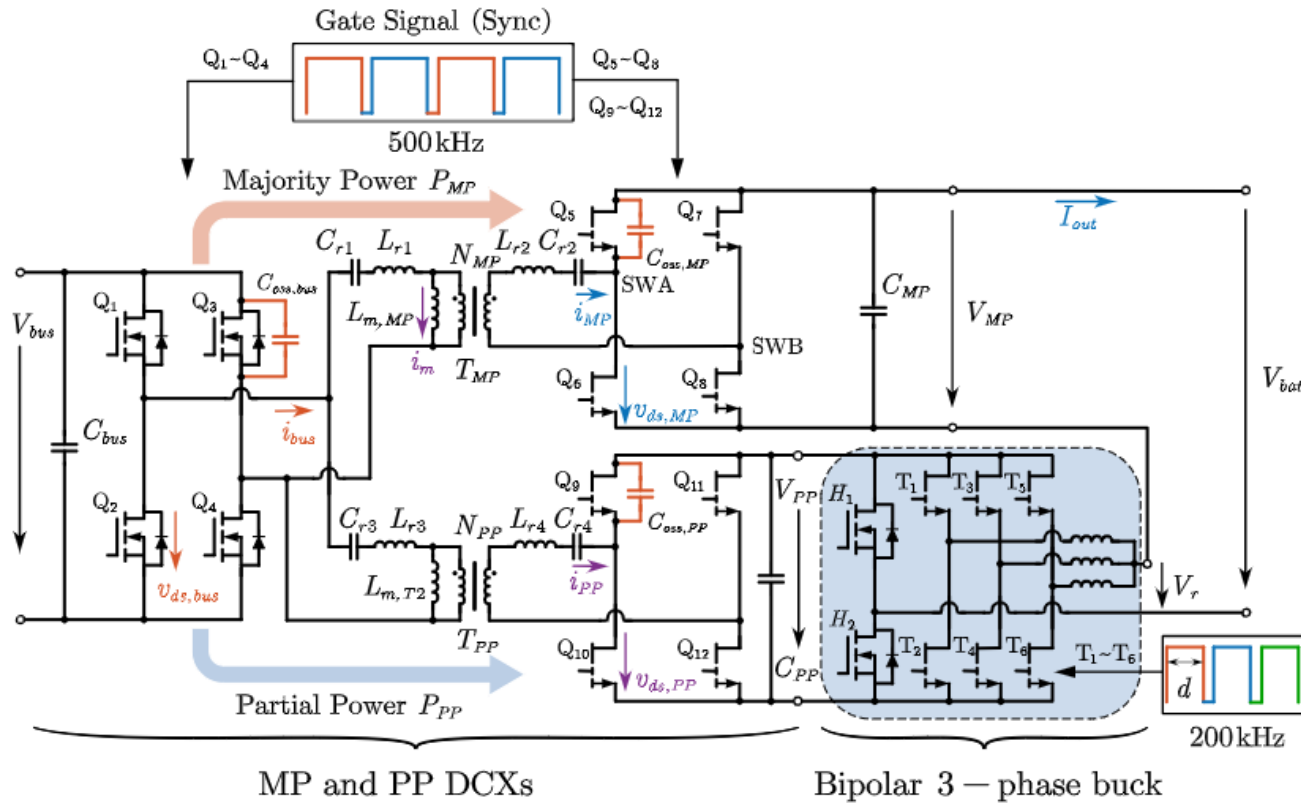 Gate Signal (Sync)
Q1~Q4
Q5~Q8
Q9~Q12
500kHz
Majority Power PMP
Q5
Q7
Cr1
Lr1
NMP
Lr2
Cr2
Coss,MP
Iout
SWA
CMP
Coss,bus
Q1
Q3
Vbus
Lm,MP
iMP
VMP
im
TMP
SWB
Q6
Q8
Vbat
Cbus
ibus
vds,MP
Q9
Q11
VPP
H1
T1
T3
T5
Q2
Q4
Cr3
Lr3
NPP
Lr4
Cr4
Coss,PP
vds,bus
Lm,T2
iPP
Vr
TPP
Q10
Q12
H2
T2
T4
T6
T1~T6
CPP
vds,PP
d
Partial Power PPP
200kHz
MP and PP DCXs
Bipolar 3 − phase buck